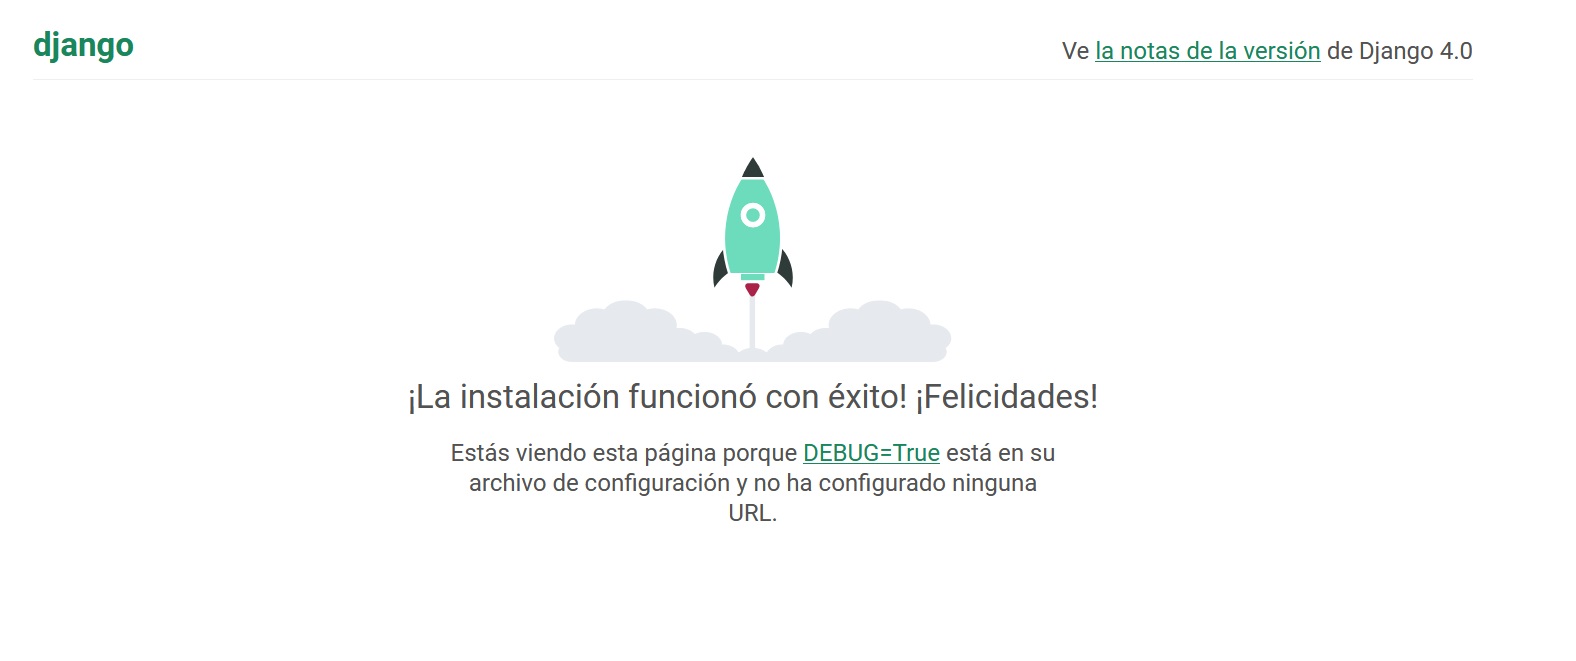 django
Ve la notas de la versión de Django 4.0
¡La instalación funcionó con éxito! ¡Felicidades!
Estás viendo esta página porque DEBUG=True está en su
archivo de configuración y no ha configurado ninguna
URL.